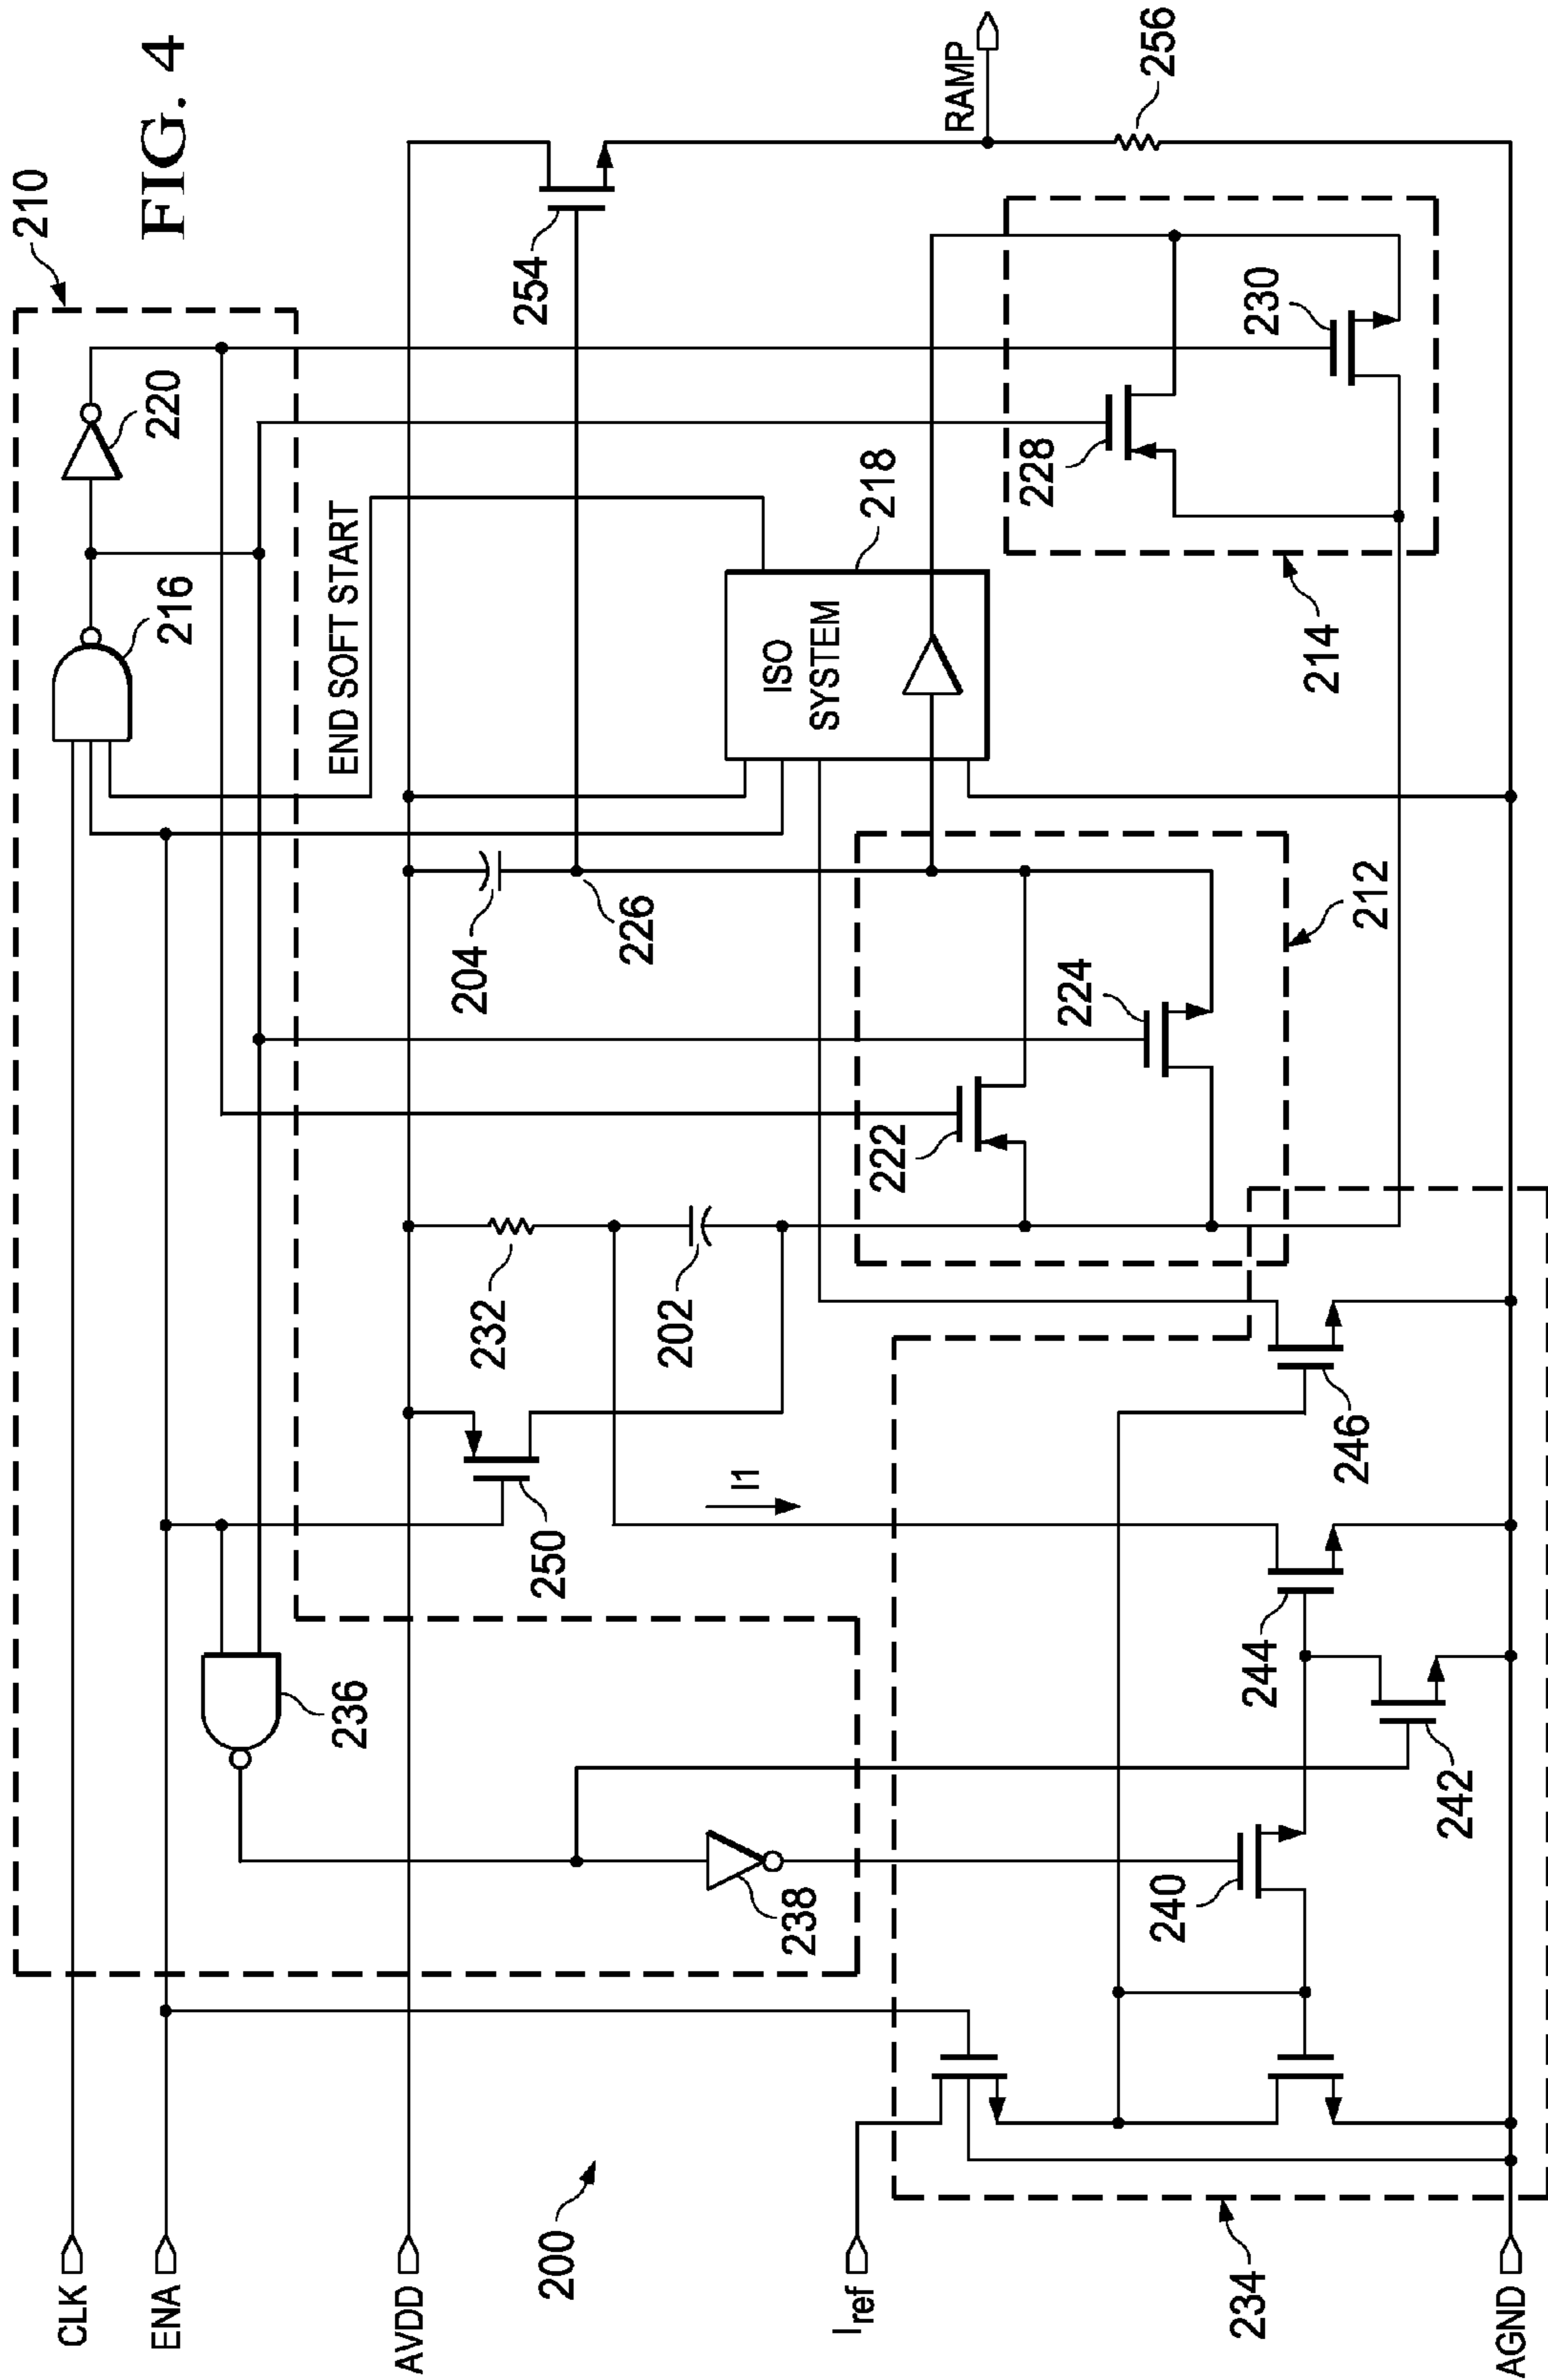 FIG. 4
210
CLK
ENA
AVDD
Iref
AGND
RAMP
END SOFT START
ISO
SYSTEM
I1
200
202
204
212
214
216
218
220
222
224
226
228
230
232
234
236
238
240
242
244
246
250
254
256